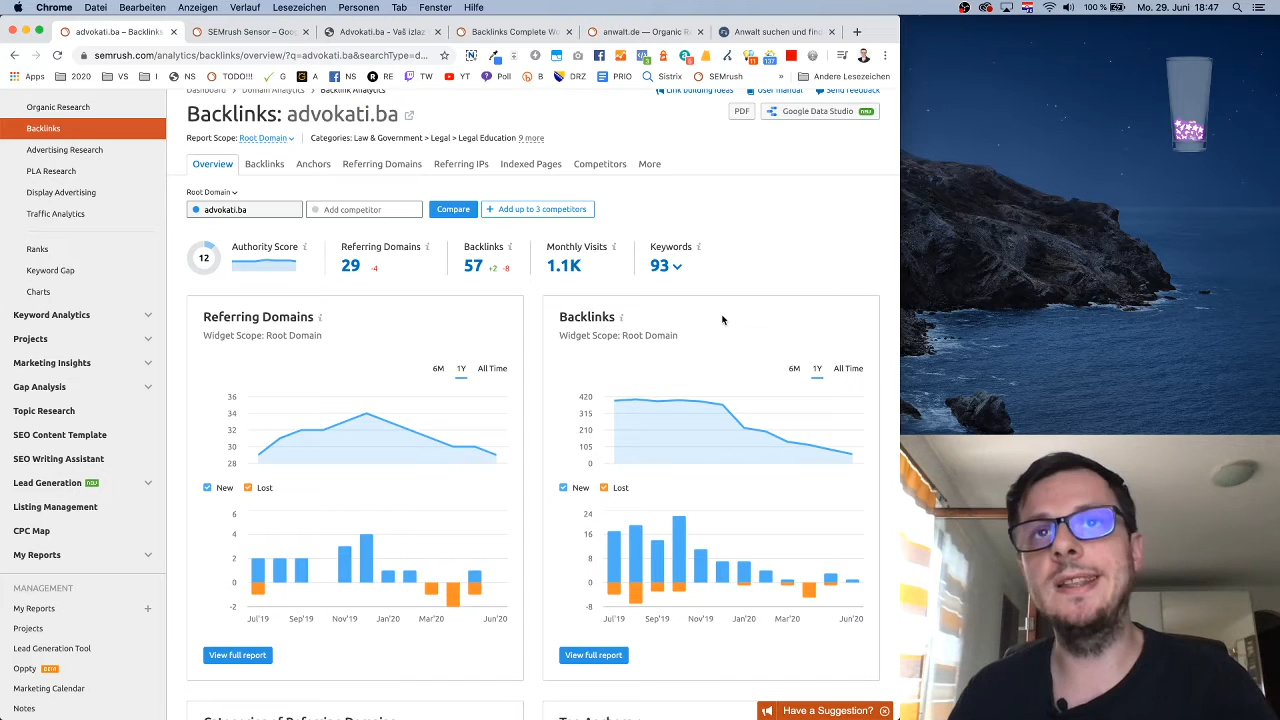 Chrome Datei Bearbeiten Anzeigen Verlauf Lesezeichen Personen Tab Fenster Hilfe
100 % Mo. 29. Juni 18:47
advokati.ba – Backlinks
SEMrush Sensor – Googl
Advokati.ba - Vaš izlaz
Backlinks Complete Wo
anwalt.de – Organic R
Anwalt suchen und find
semrush.com/analytics/backlinks/overview/?q=advokati.ba&searchType=d...
Apps 2020 VS I NS TODO!!! G A NS RE TW YT Poll B DRZ PRIO Sistrix SEMrush » Andere Lesezeichen
Dashboard Domain Analytics Backlink Analytics
Link building ideas User manual Send feedback
Organic Research
Backlinks
Advertising Research
PLA Research
Display Advertising
Traffic Analytics
Ranks
Keyword Gap
Charts
Keyword Analytics
Projects
Marketing Insights
Gap Analysis
Topic Research
SEO Content Template
SEO Writing Assistant
Lead Generation new
Listing Management
CPC Map
My Reports
MANAGEMENT
My Reports +
Projects
Lead Generation Tool
Oppty BEM
Marketing Calendar
Notes
Backlinks: advokati.ba
PDF Google Data Studio new
Report Scope: Root Domain Categories: Law & Government > Legal > Legal Education 9 more
Overview Backlinks Anchors Referring Domains Referring IPs Indexed Pages Competitors More
Root Domain
advokati.ba Add competitor Compare + Add up to 3 competitors
12
Authority Score i
Referring Domains i
29 -4
Backlinks i
57 +2 -8
Monthly Visits i
1.1K
Keywords i
93
Referring Domains i
Widget Scope: Root Domain
6M 1Y All Time
36
34
32
30
28
New Lost
6
4
2
0
-2
Jul'19 Sep'19 Nov'19 Jan'20 Mar'20 Jun'20
View full report
Backlinks i
Widget Scope: Root Domain
6M 1Y All Time
420
315
210
105
0
New Lost
24
16
8
0
-8
Jul'19 Sep'19 Nov'19 Jan'20 Mar'20 Jun'20
View full report
Categories of Referring Domains
Top Anchors
Have a Suggestion?